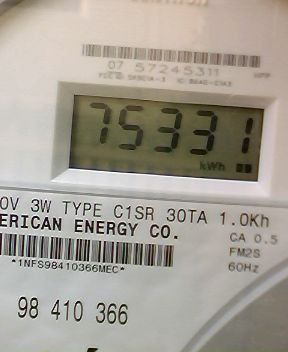 07 57245311
75331
kWh
0V 3W TYPE C1SR 30TA 1.0Kh
ERICAN ENERGY CO.
CA 0.5
FM2S
60Hz
*1NFS98410366MEC*
98 410 366